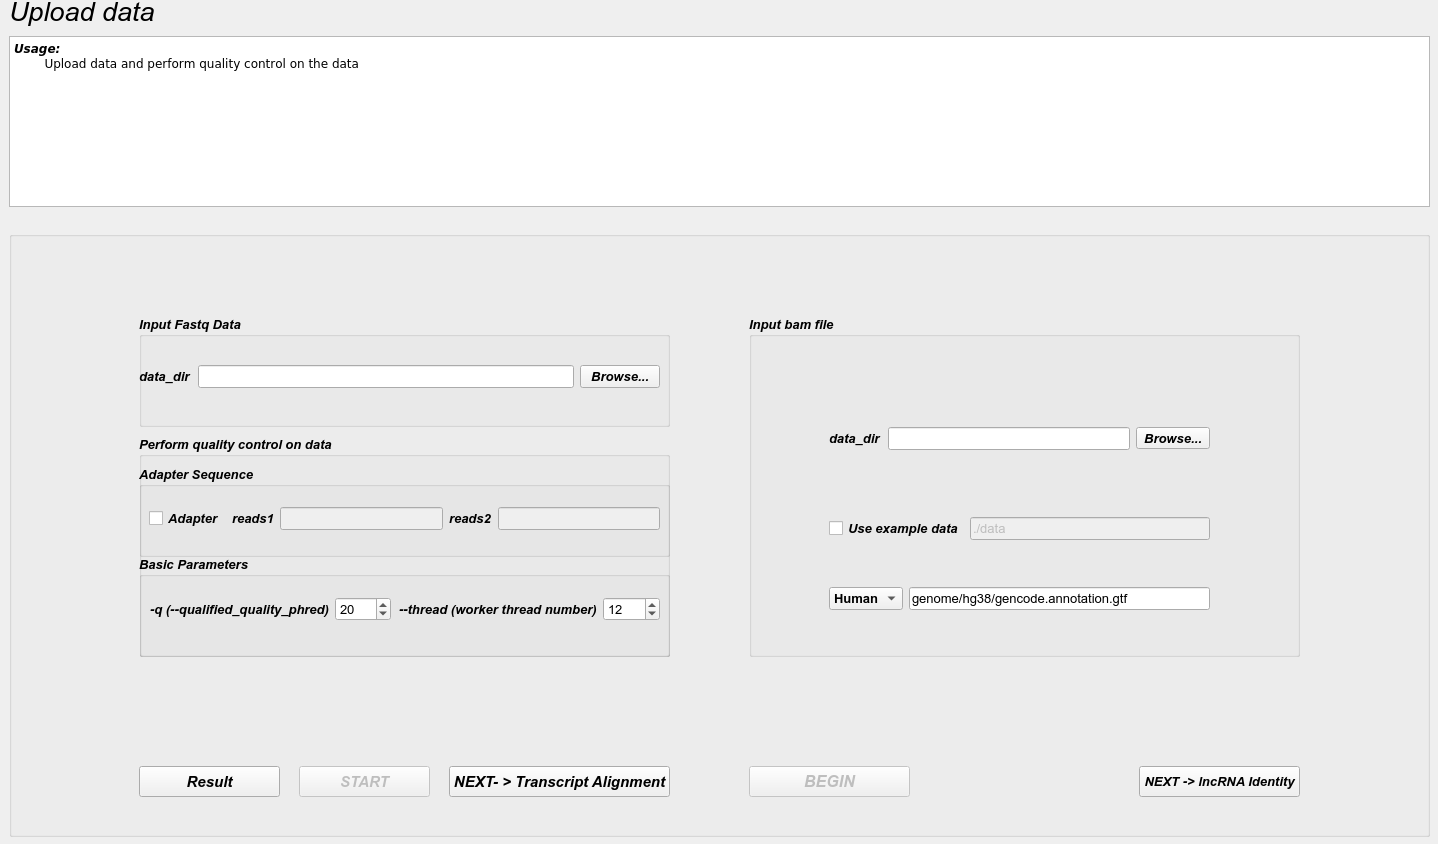 Upload data
Usage:
Upload data and perform quality control on the data
Input Fastq Data
data_dir Browse...
Perform quality control on data
Adapter Sequence
Adapter reads1 reads2
Basic Parameters
-q (--qualified_quality_phred) 20 --thread (worker thread number) 12
Input bam file
data_dir Browse...
Use example data ./data
Human genome/hg38/gencode.annotation.gtf
Result START NEXT- > Transcript Alignment BEGIN NEXT -> lncRNA Identity